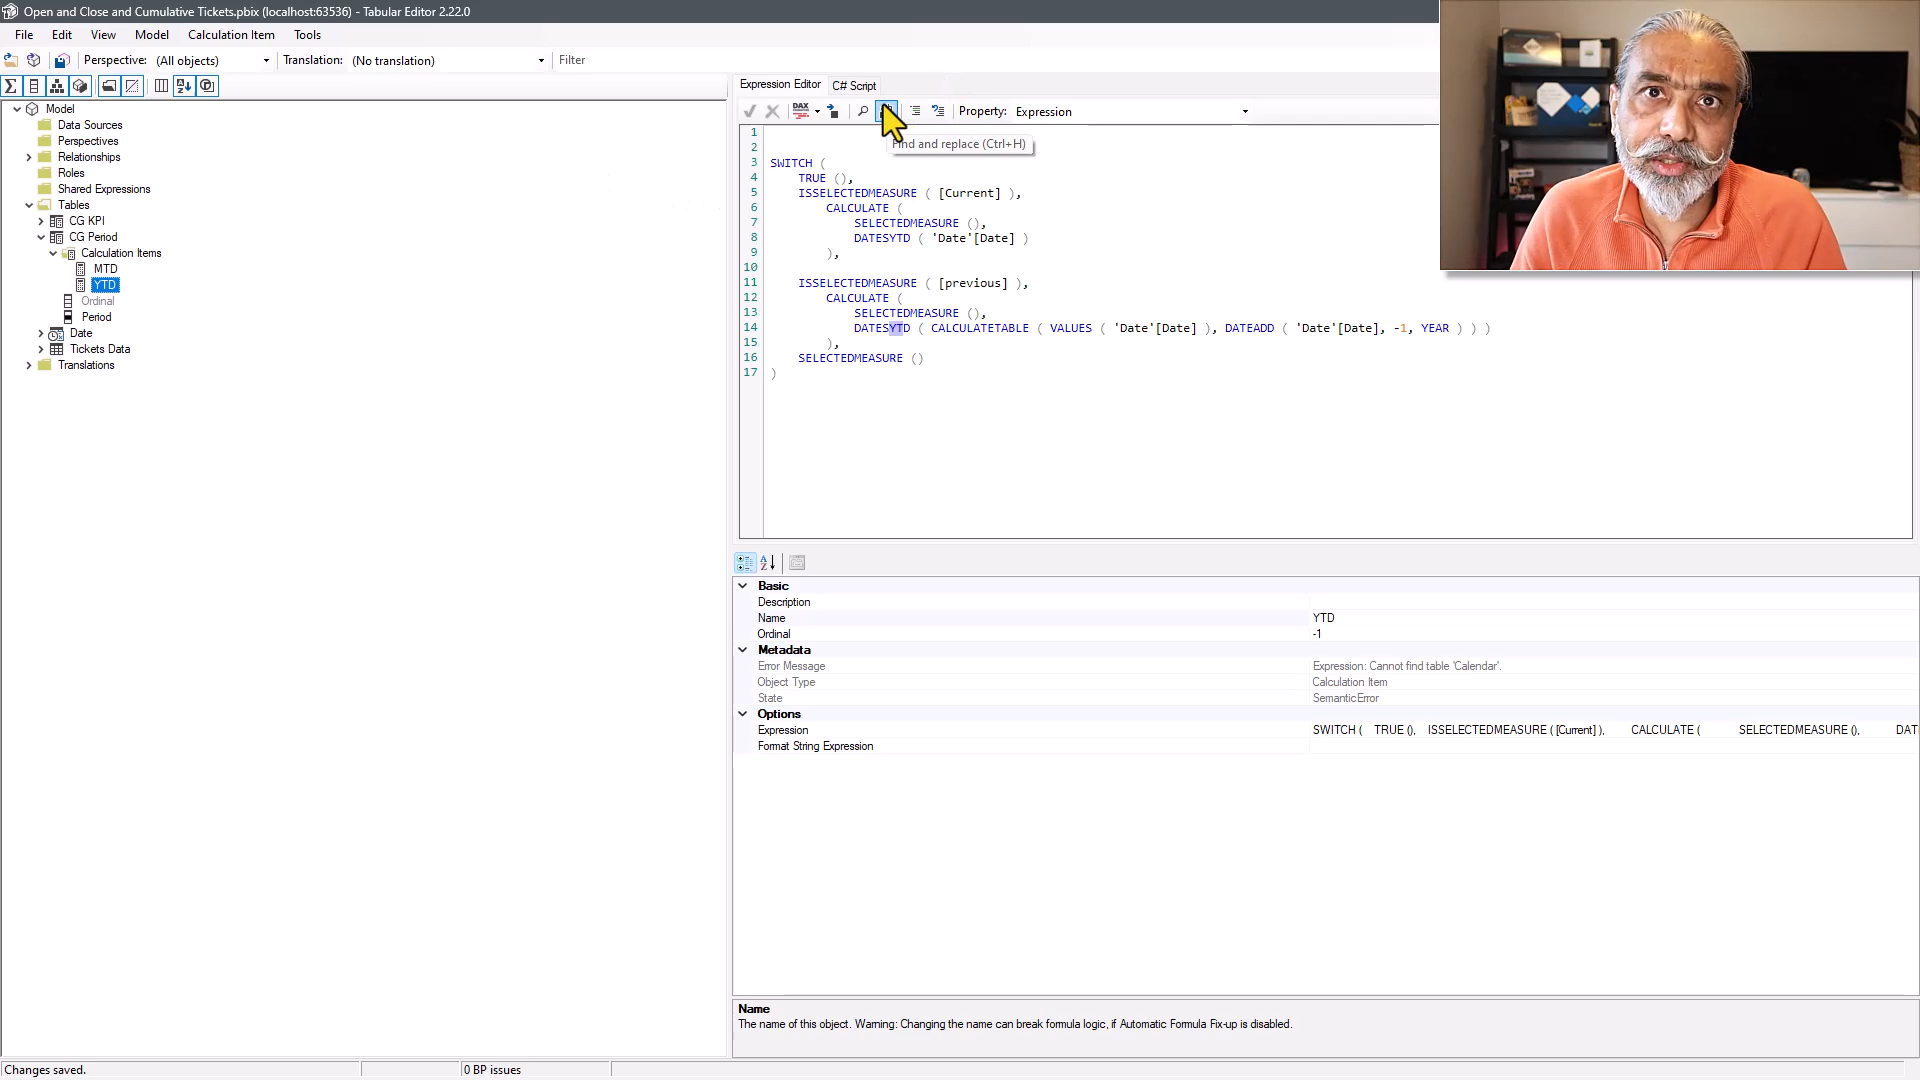 Open and Close and Cumulative Tickets.pbix (localhost:63536) - Tabular Editor 2.22.0
File Edit View Model Calculation Item Tools
Perspective: (All objects) Translation: (No translation) Filter
Expression Editor C# Script
DAX Property: Expression
Find and replace (Ctrl+H)
Model
Data Sources
Perspectives
Relationships
Roles
Shared Expressions
Tables
CG KPI
CG Period
Calculation Items
MTD
YTD
Ordinal
Period
Date
Tickets Data
Translations
1
2
3 SWITCH (
4 TRUE (),
5 ISSELECTEDMEASURE ( [Current] ),
6 CALCULATE (
7 SELECTEDMEASURE (),
8 DATESYTD ( 'Date'[Date] )
9 ),
10
11 ISSELECTEDMEASURE ( [previous] ),
12 CALCULATE (
13 SELECTEDMEASURE (),
14 DATESYTD ( CALCULATETABLE ( VALUES ( 'Date'[Date] ), DATEADD ( 'Date'[Date], -1, YEAR ) ) )
15 ),
16 SELECTEDMEASURE ()
17 )
Basic
Description
Name YTD
Ordinal -1
Metadata
Error Message Expression: Cannot find table 'Calendar'.
Object Type Calculation Item
State SemanticError
Options
Expression SWITCH ( TRUE (), ISSELECTEDMEASURE ( [Current] ), CALCULATE ( SELECTEDMEASURE (), DATI
Format String Expression
Name
The name of this object. Warning: Changing the name can break formula logic, if Automatic Formula Fix-up is disabled.
Changes saved. 0 BP issues